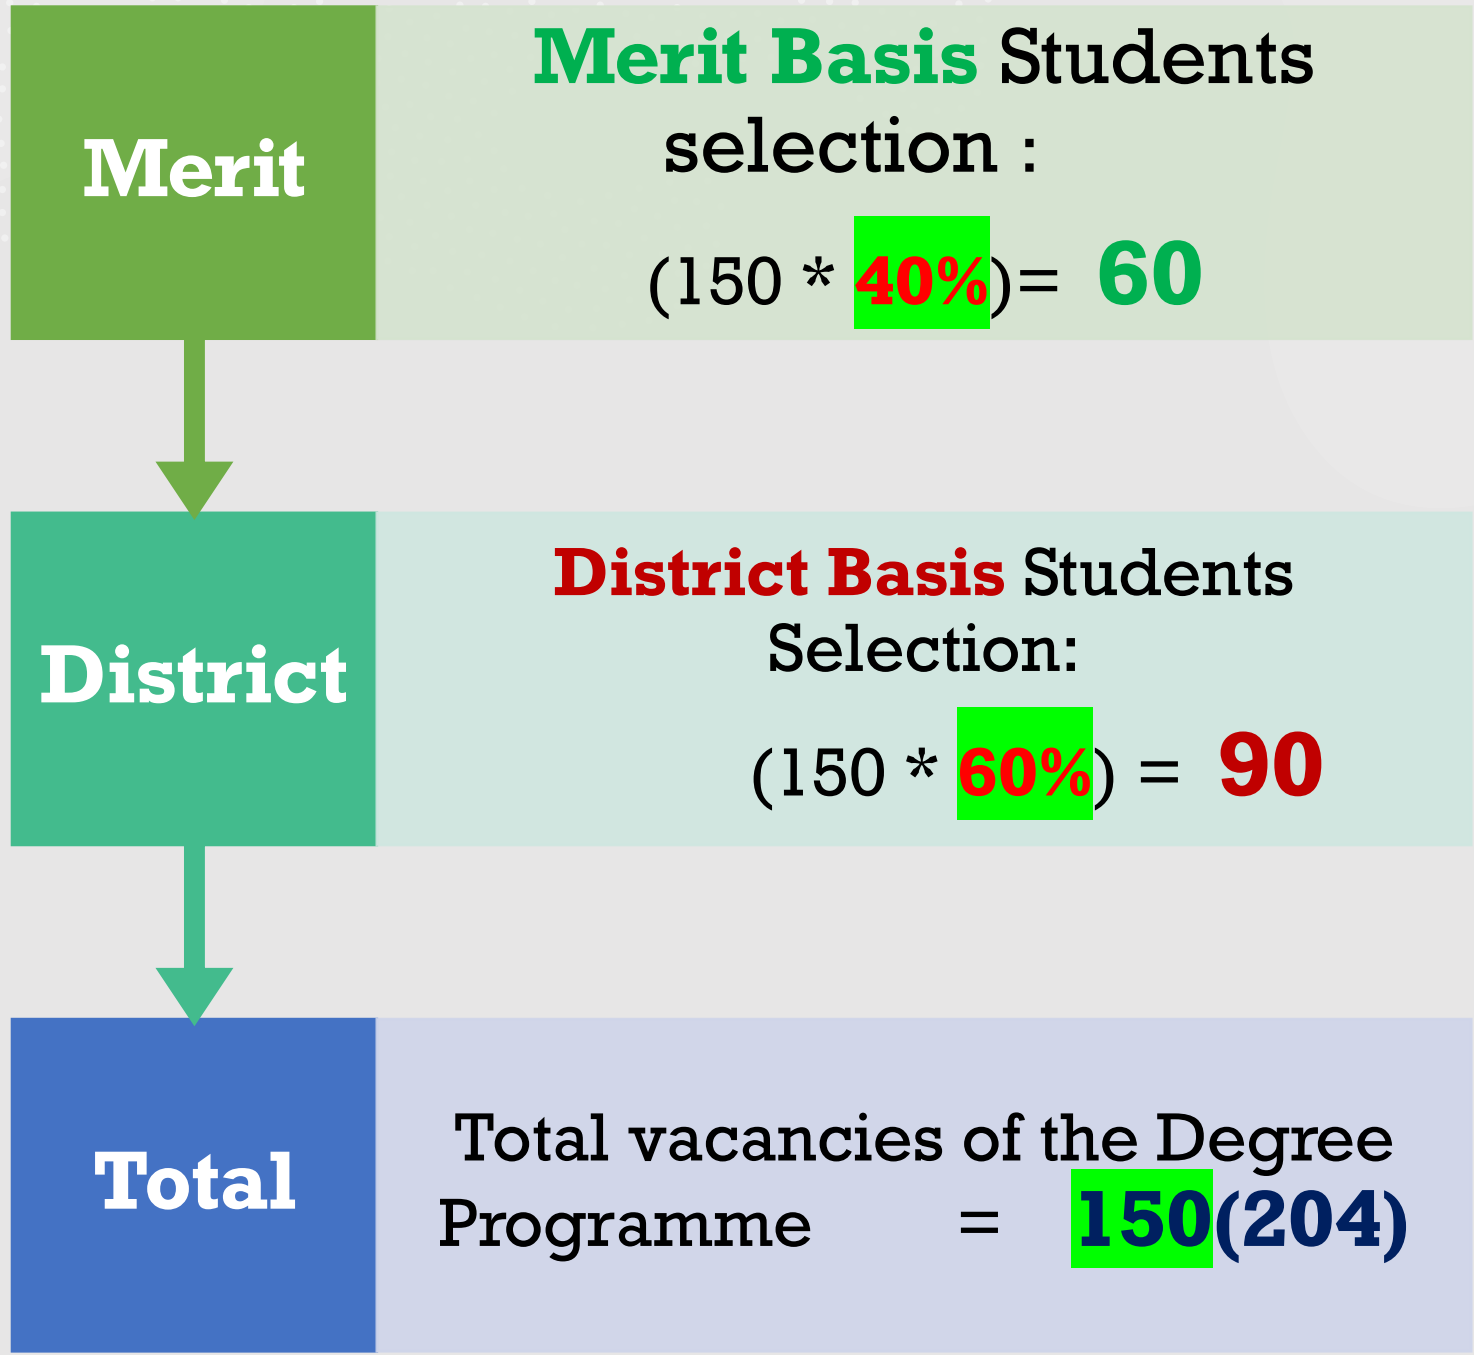 Merit
Merit Basis Students
selection :
(150 * 40%)= 60
District
District Basis Students
Selection:
(150 * 60%) = 90
Total
Total vacancies of the Degree
Programme = 150(204)